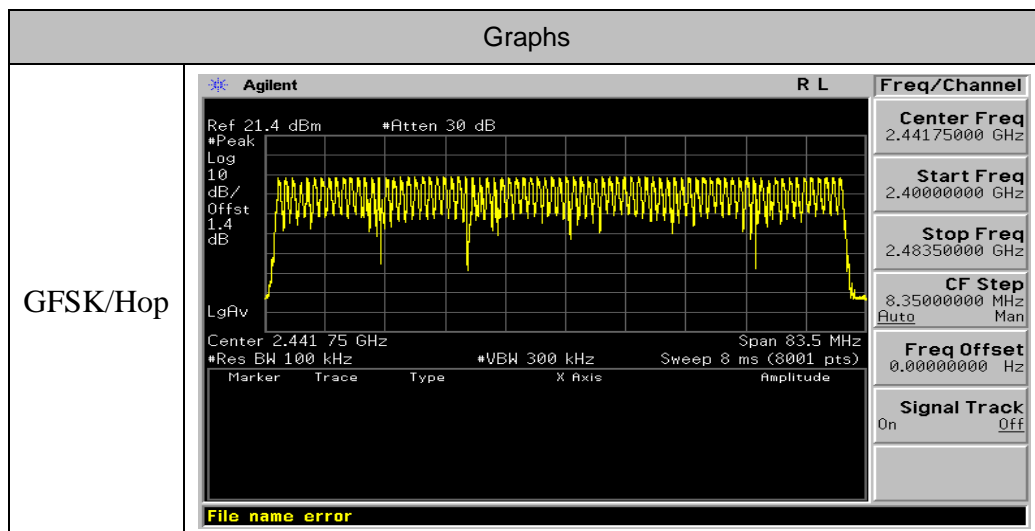 Graphs
GFSK/Hop
Agilent R L Freq/Channel
Ref 21.4 dBm #Atten 30 dB
#Peak
Log
10
dB/
Offst
1.4
dB
LgAv
Center 2.441 75 GHz Span 83.5 MHz
#Res BW 100 kHz #VBW 300 kHz Sweep 8 ms (8001 pts)
Marker Trace Type X Axis Amplitude
File name error
Center Freq
2.44175000 GHz
Start Freq
2.40000000 GHz
Stop Freq
2.48350000 GHz
CF Step
8.35000000 MHz
Auto Man
Freq Offset
0.00000000 Hz
Signal Track
On Off